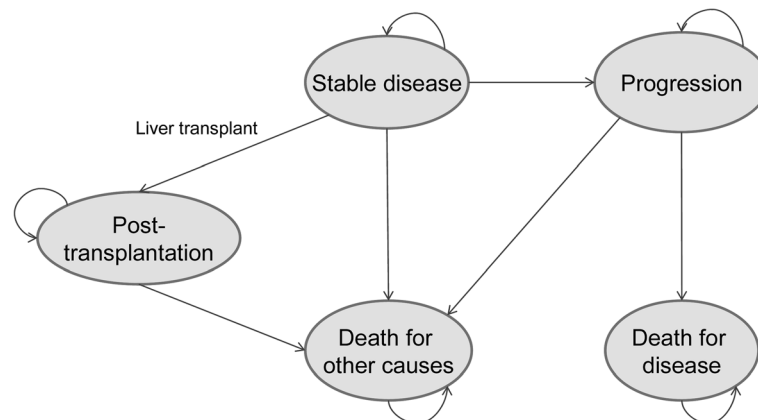 Stable disease
Progression
Liver transplant
Post-
transplantation
Death for
other causes
Death for
disease